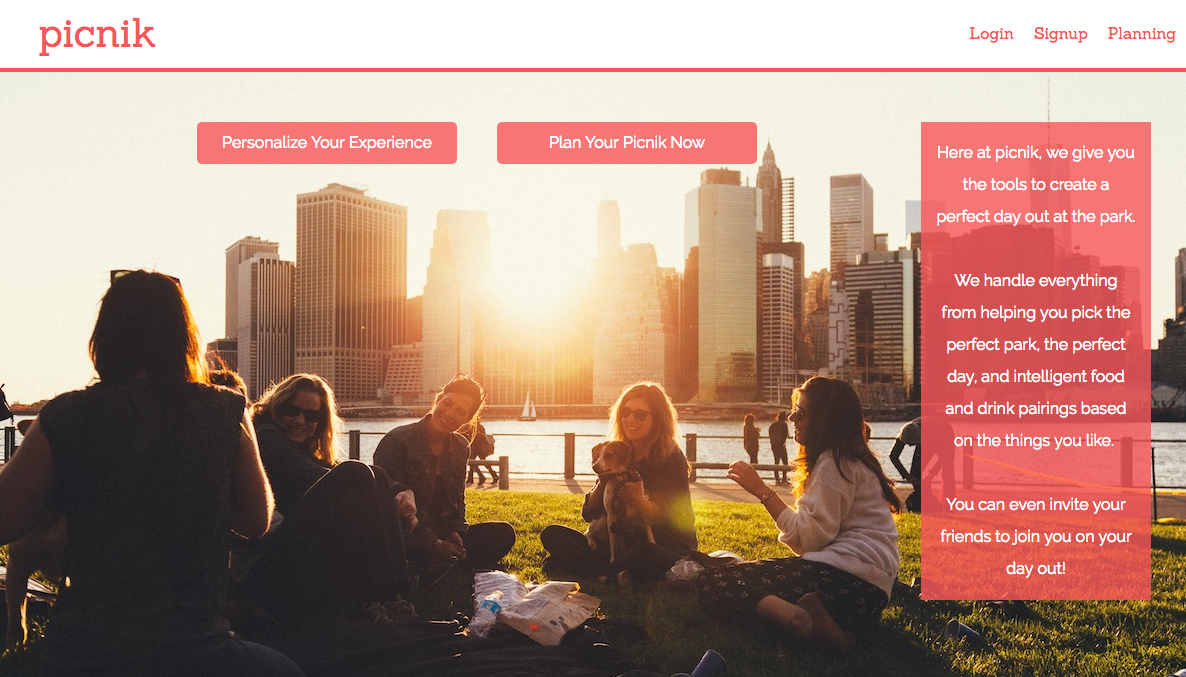 picnik
Login Signup Planning
Personalize Your Experience
Plan Your Picnik Now
Here at picnik, we give you
the tools to create a
perfect day out at the park.
We handle everything
from helping you pick the
perfect park, the perfect
day, and intelligent food
and drink pairings based
on the things you like.
You can even invite your
friends to join you on your
day out!